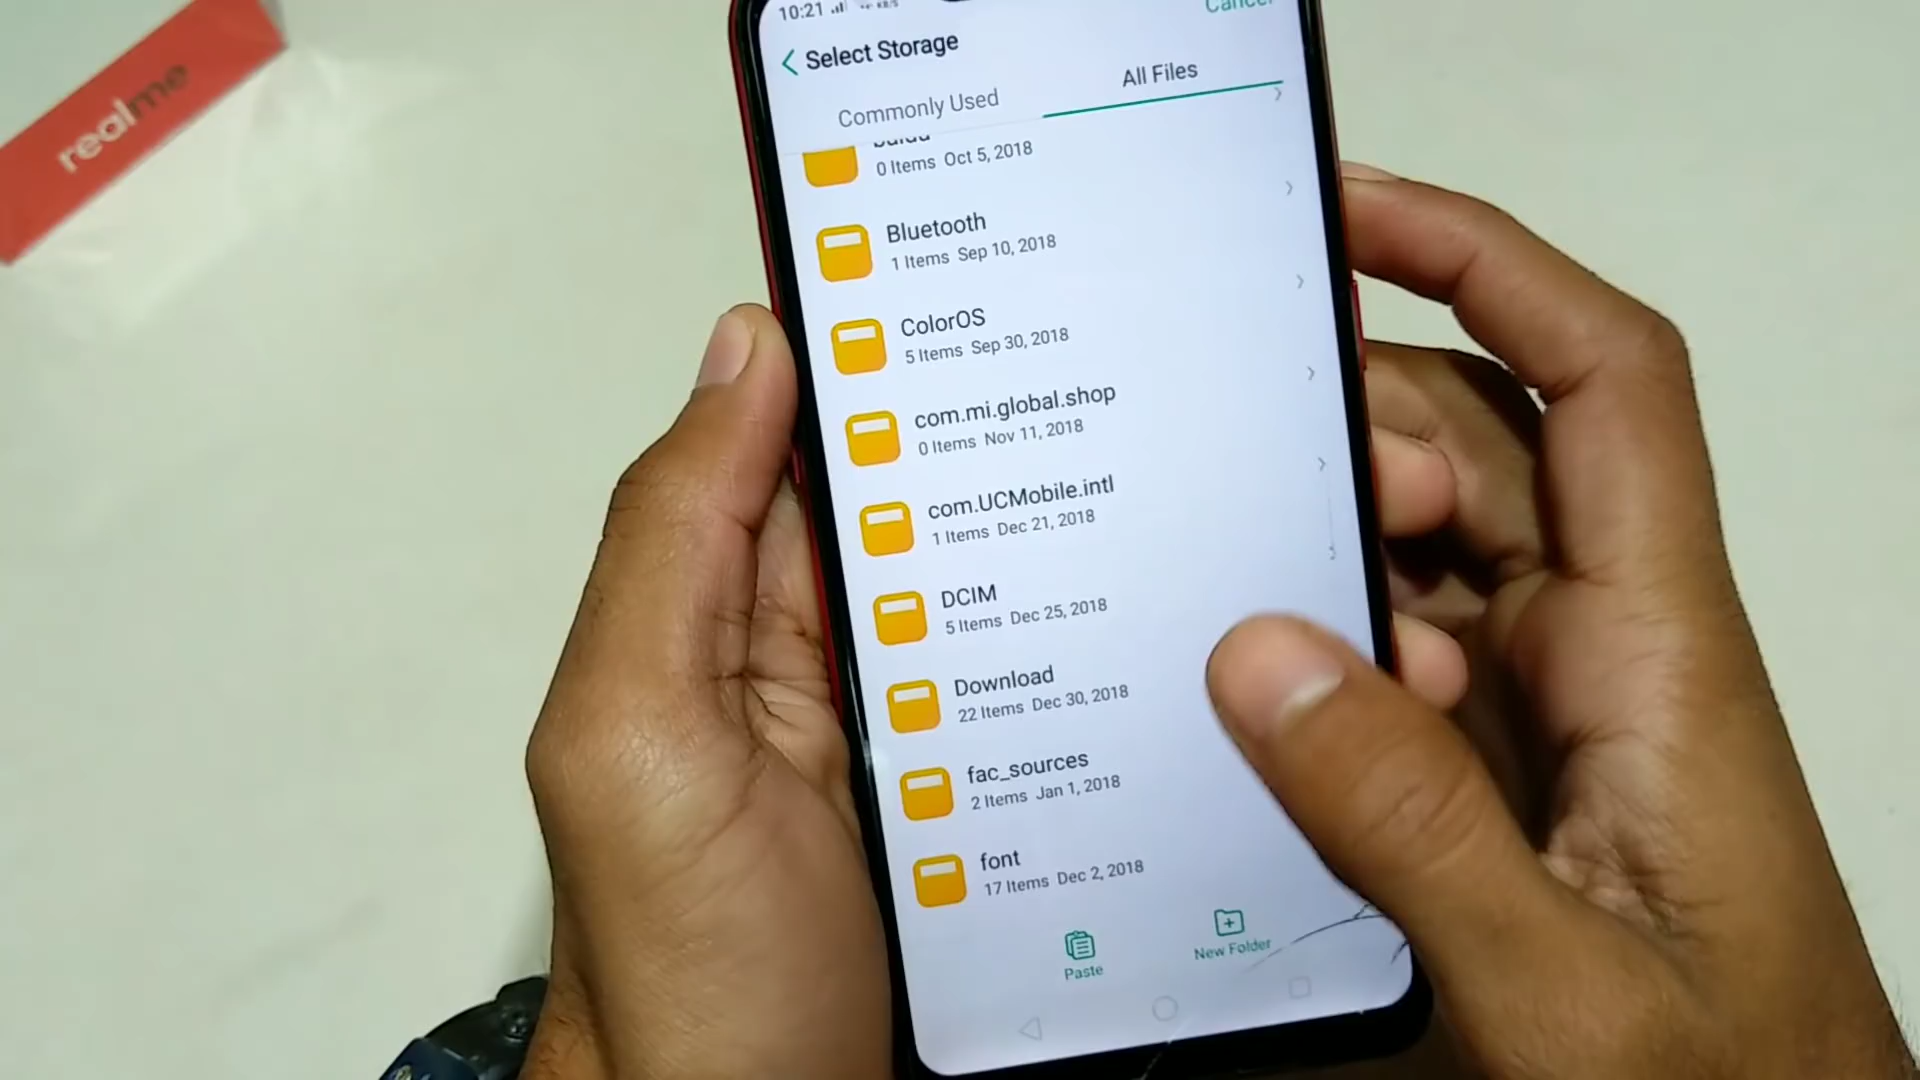 realme
10:21
KB/S
Cancel
Select Storage
Commonly Used
All Files
0 Items Oct 5, 2018
Bluetooth
1 Items Sep 10, 2018
ColorOS
5 Items Sep 30, 2018
com.mi.global.shop
0 Items Nov 11, 2018
com.UCMobile.intl
1 Items Dec 21, 2018
DCIM
5 Items Dec 25, 2018
Download
22 Items Dec 30, 2018
fac_sources
2 Items Jan 1, 2018
font
17 Items Dec 2, 2018
Paste
New Folder